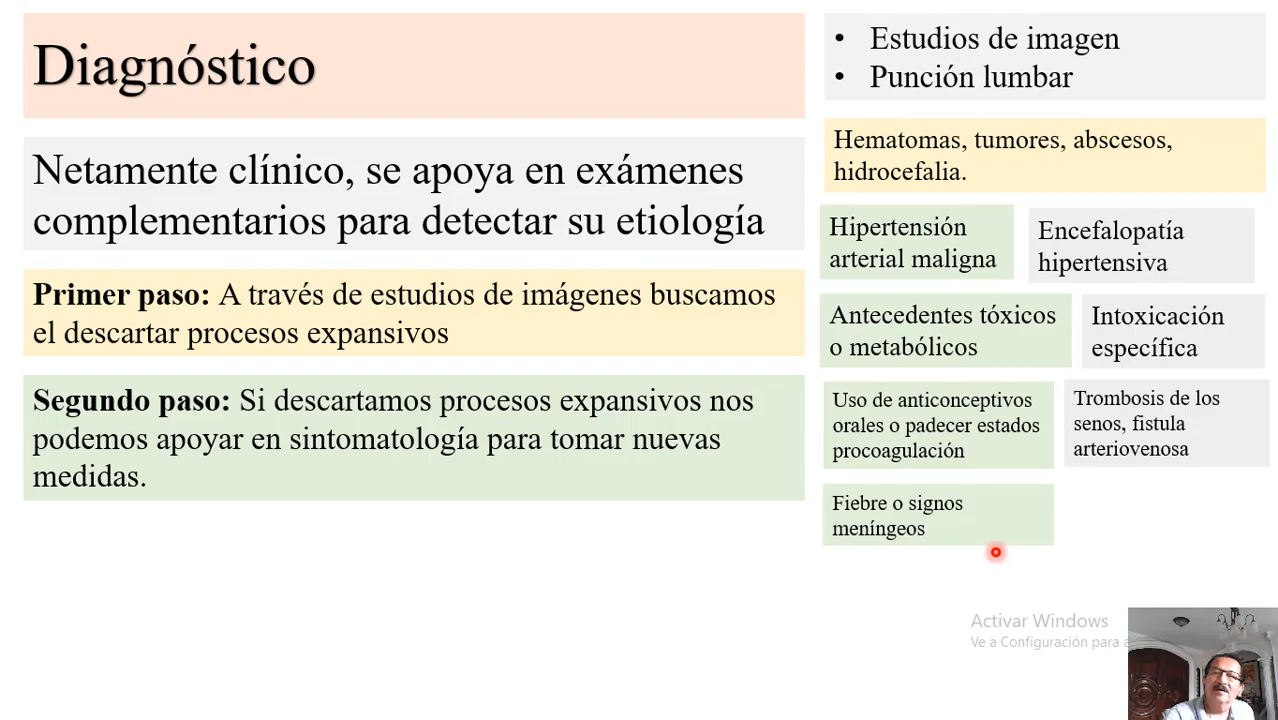 Diagnóstico
Netamente clínico, se apoya en exámenes
complementarios para detectar su etiología
Primer paso: A través de estudios de imágenes buscamos
el descartar procesos expansivos
Segundo paso: Si descartamos procesos expansivos nos
podemos apoyar en sintomatología para tomar nuevas
medidas.
• Estudios de imagen
• Punción lumbar
Hematomas, tumores, abscesos,
hidrocefalia.
Hipertensión
arterial maligna
Encefalopatía
hipertensiva
Antecedentes tóxicos
o metabólicos
Intoxicación
específica
Uso de anticonceptivos
orales o padecer estados
procoagulación
Trombosis de los
senos, fistula
arteriovenosa
Fiebre o signos
meníngeos
Activar Windows
Ve a Configuración para